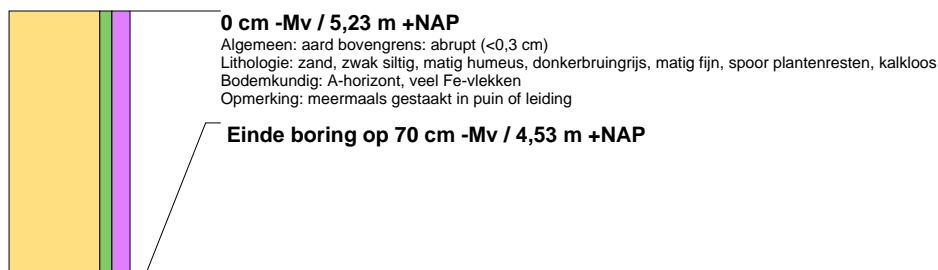 0 cm -Mv / 5,23 m +NAP
Algemeen: aard bovengrens: abrupt (<0,3 cm)
Lithologie: zand, zwak siltig, matig humeus, donkerbruingrijs, matig fijn, spoor plantenresten, kalkloos
Bodemkundig: A-horizont, veel Fe-vlekken
Opmerking: meermaals gestaakt in puin of leiding
Einde boring op 70 cm -Mv / 4,53 m +NAP